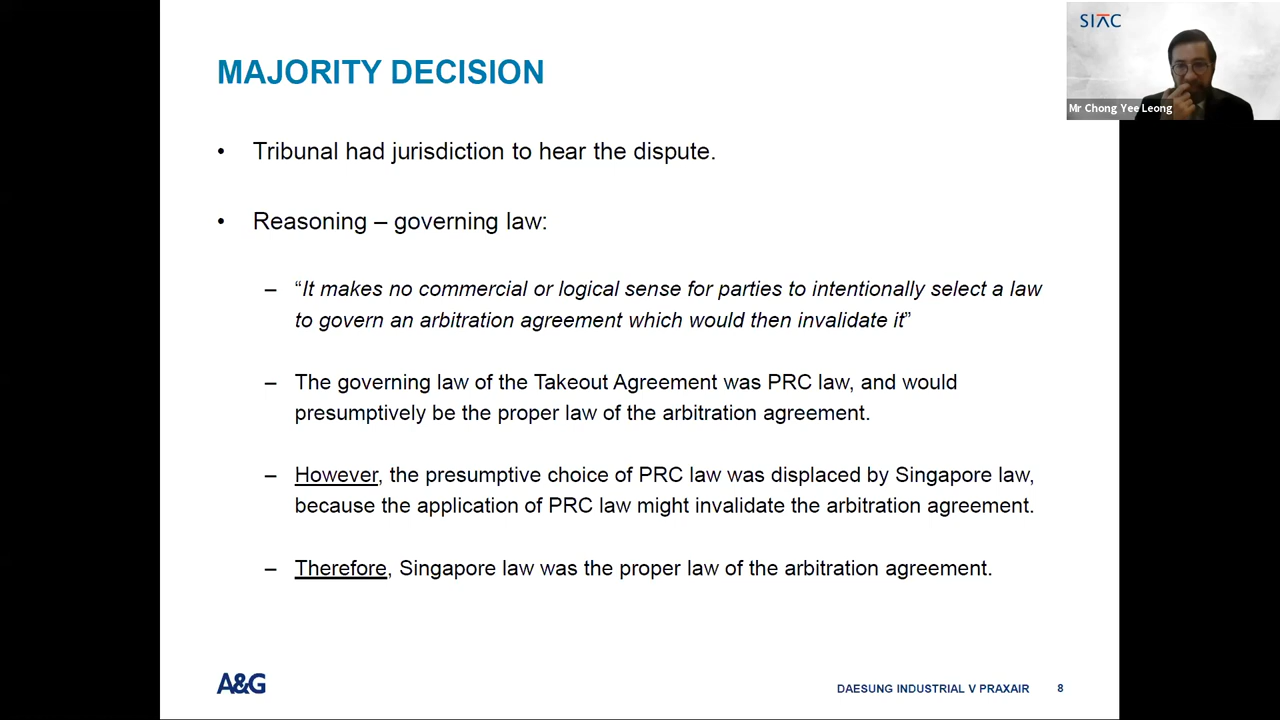 MAJORITY DECISION
SIAC
Mr Chong Yee Leong
• Tribunal had jurisdiction to hear the dispute.
• Reasoning – governing law:
– “It makes no commercial or logical sense for parties to intentionally select a law
to govern an arbitration agreement which would then invalidate it”
– The governing law of the Takeout Agreement was PRC law, and would
presumptively be the proper law of the arbitration agreement.
– However, the presumptive choice of PRC law was displaced by Singapore law,
because the application of PRC law might invalidate the arbitration agreement.
– Therefore, Singapore law was the proper law of the arbitration agreement.
A&G
DAESUNG INDUSTRIAL V PRAXAIR 8